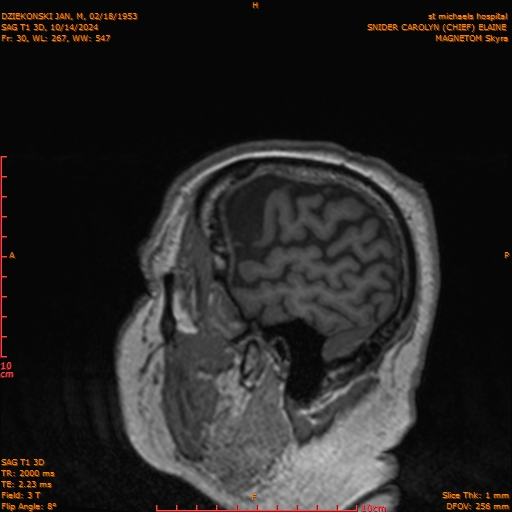 H
DZIEKONSKI JAN, M, 02/18/1953
SAG T1 3D, 10/14/2024
Fr: 30, WL: 267, WW: 547
st michaels hospital
SNIDER CAROLYN (CHIEF) ELAINE
MAGNETOM Skyra
A
P
10
cm
SAG T1 3D
TR: 2000 ms
TE: 2.23 ms
Field: 3 T
Flip Angle: 8°
F
10cm
Slice Thk: 1 mm
DFOV: 256 mm